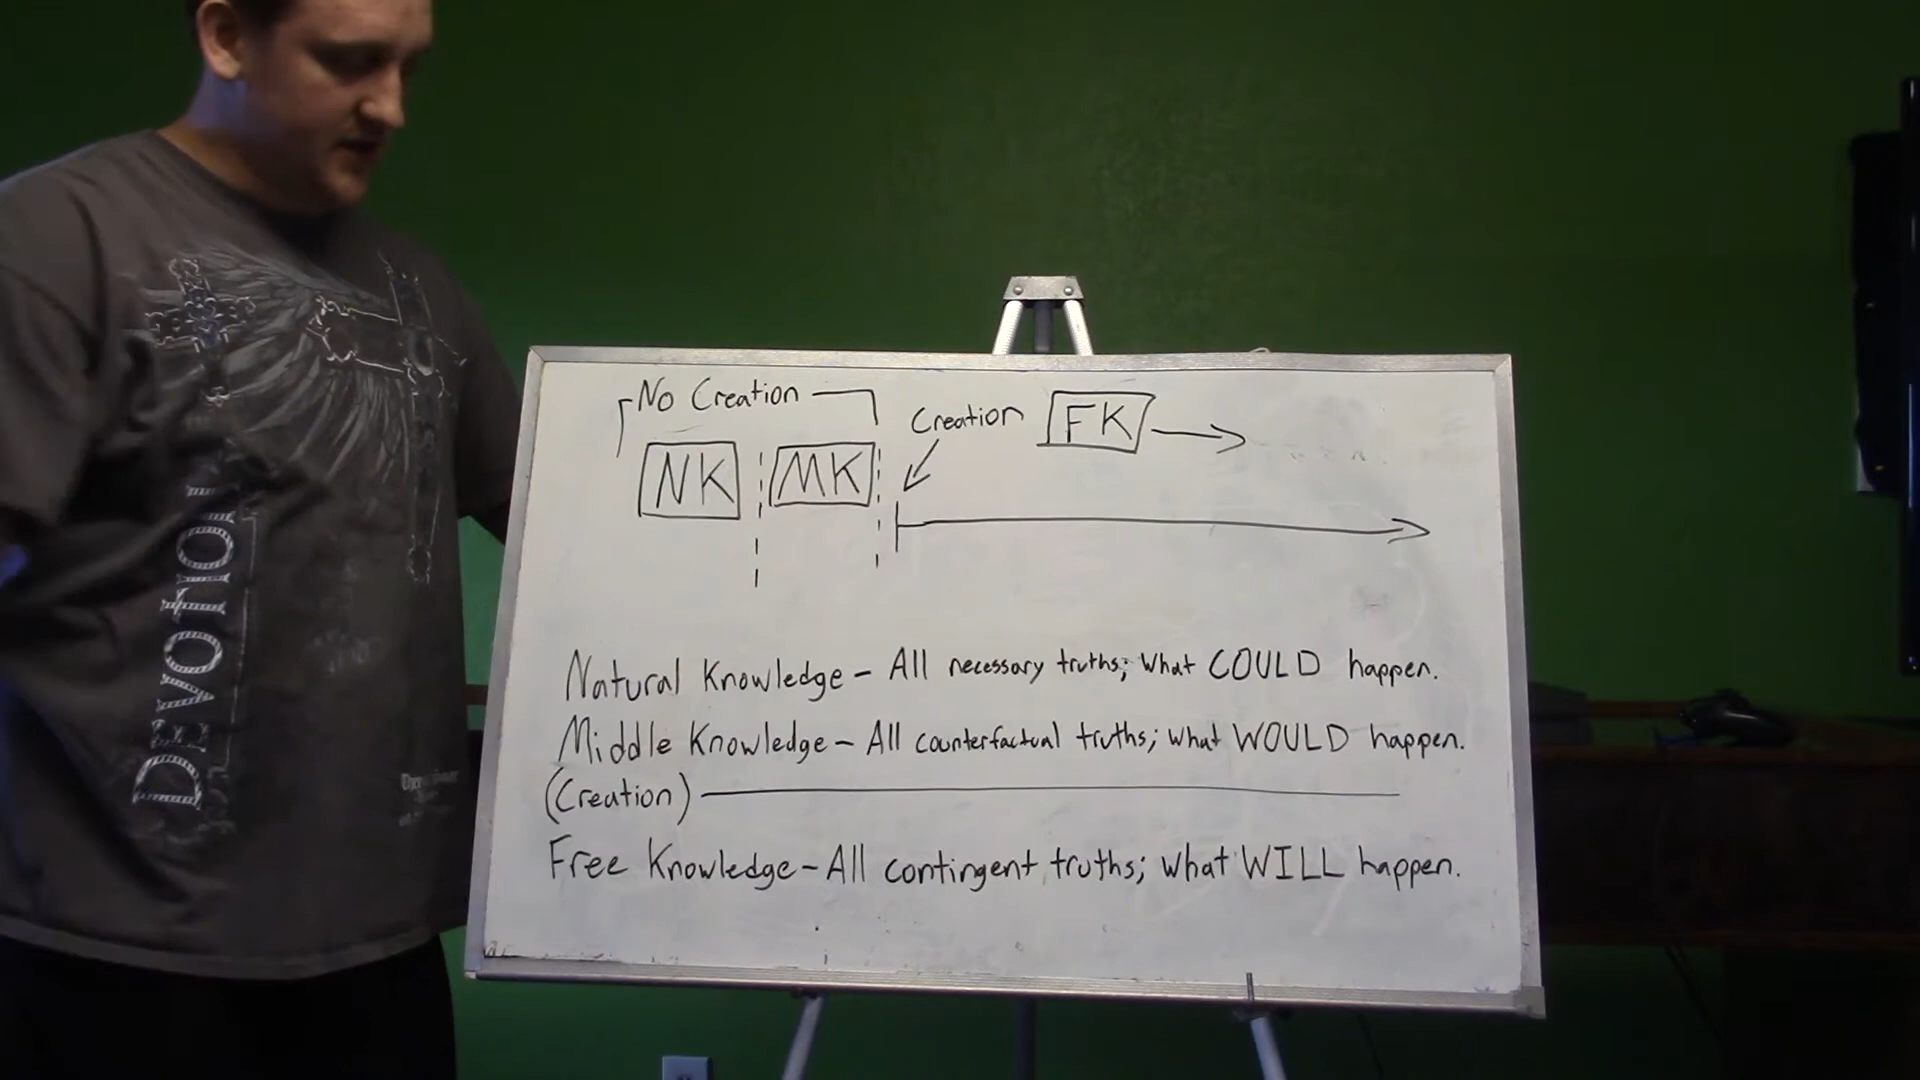 No Creation
Creation
FK
NK
MK
Natural Knowledge - All necessary truths; what COULD happen.
Middle Knowledge - All counterfactual truths; what WOULD happen.
(Creation)
Free Knowledge - All contingent truths; what WILL happen.
DEVOTION